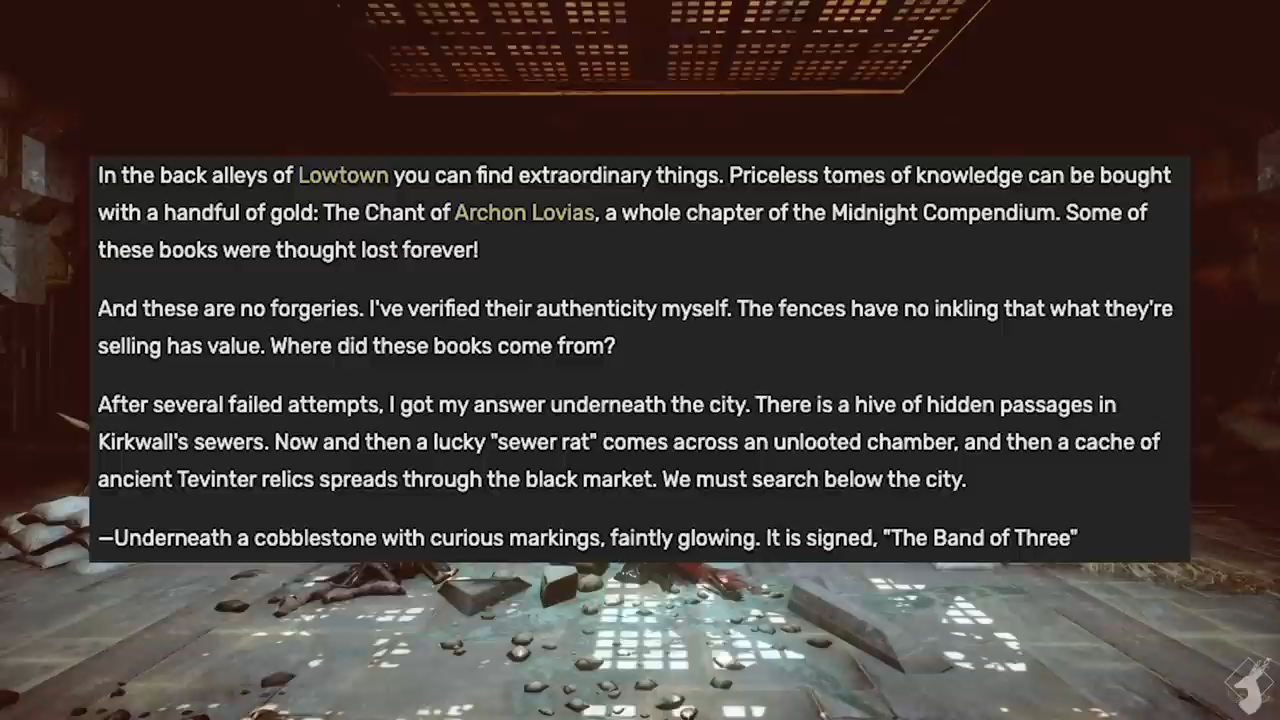 In the back alleys of Lowtown you can find extraordinary things. Priceless tomes of knowledge can be bought
with a handful of gold: The Chant of Archon Lovias, a whole chapter of the Midnight Compendium. Some of
these books were thought lost forever!
And these are no forgeries. I've verified their authenticity myself. The fences have no inkling that what they're
selling has value. Where did these books come from?
After several failed attempts, I got my answer underneath the city. There is a hive of hidden passages in
Kirkwall's sewers. Now and then a lucky "sewer rat" comes across an unlooted chamber, and then a cache of
ancient Tevinter relics spreads through the black market. We must search below the city.
—Underneath a cobblestone with curious markings, faintly glowing. It is signed, "The Band of Three"